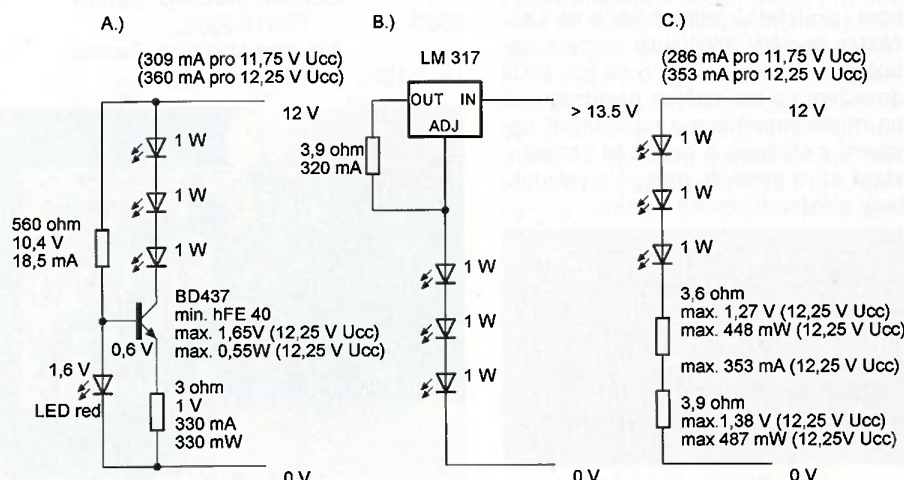 A.)
(309 mA pro 11,75 V Ucc)
(360 mA pro 12,25 V Ucc)
12 V
1 W
1 W
1 W
560 ohm
10,4 V
18,5 mA
BD437
min. hFE 40
max. 1,65V (12,25 V Ucc)
max. 0,55W (12,25 V Ucc)
0,6 V
1,6 V
LED red
3 ohm
1 V
330 mA
330 mW
0 V
B.)
LM 317
OUT IN
ADJ
> 13.5 V
3,9 ohm
320 mA
1 W
1 W
1 W
0 V
C.)
(286 mA pro 11,75 V Ucc)
(353 mA pro 12,25 V Ucc)
12 V
1 W
1 W
1 W
3,6 ohm
max. 1,27 V (12,25 V Ucc)
max. 448 mW (12,25 V Ucc)
max. 353 mA (12,25 V Ucc)
3,9 ohm
max.1,38 V (12,25 V Ucc)
max 487 mW (12,25V Ucc)
0 V